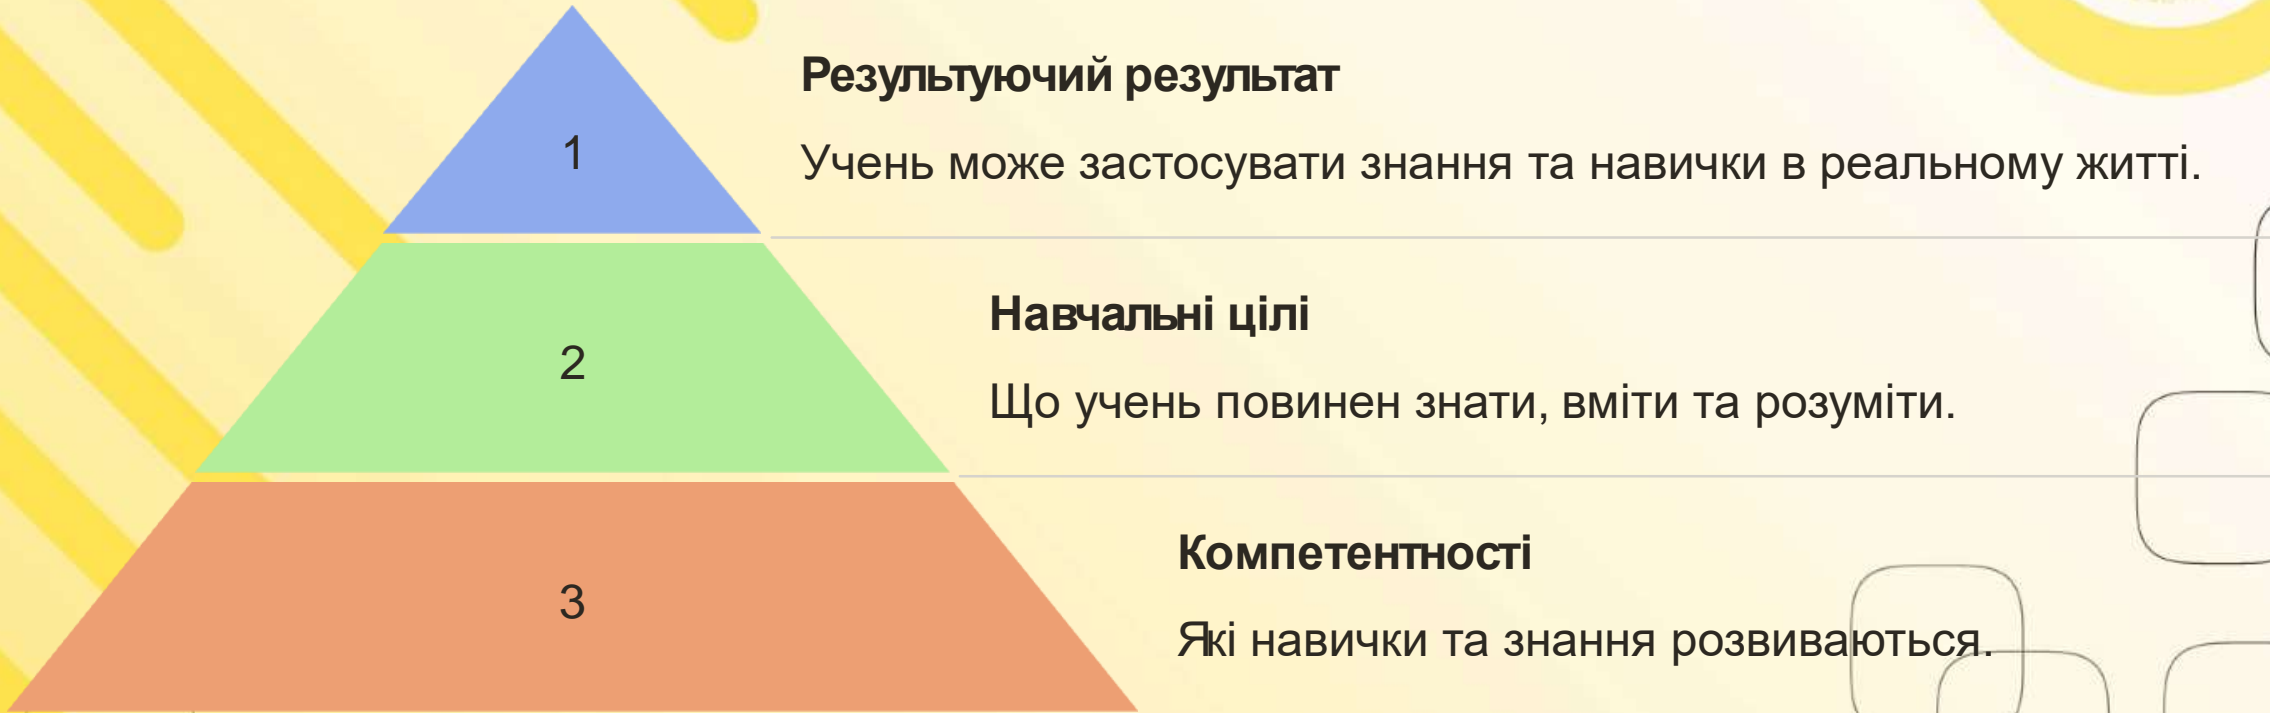 1
Результуючий результат
Учень може застосувати знання та навички в реальному житті.
2
Навчальні цілі
Що учень повинен знати, вміти та розуміти.
3
Компетентності
Які навички та знання розвиваються.